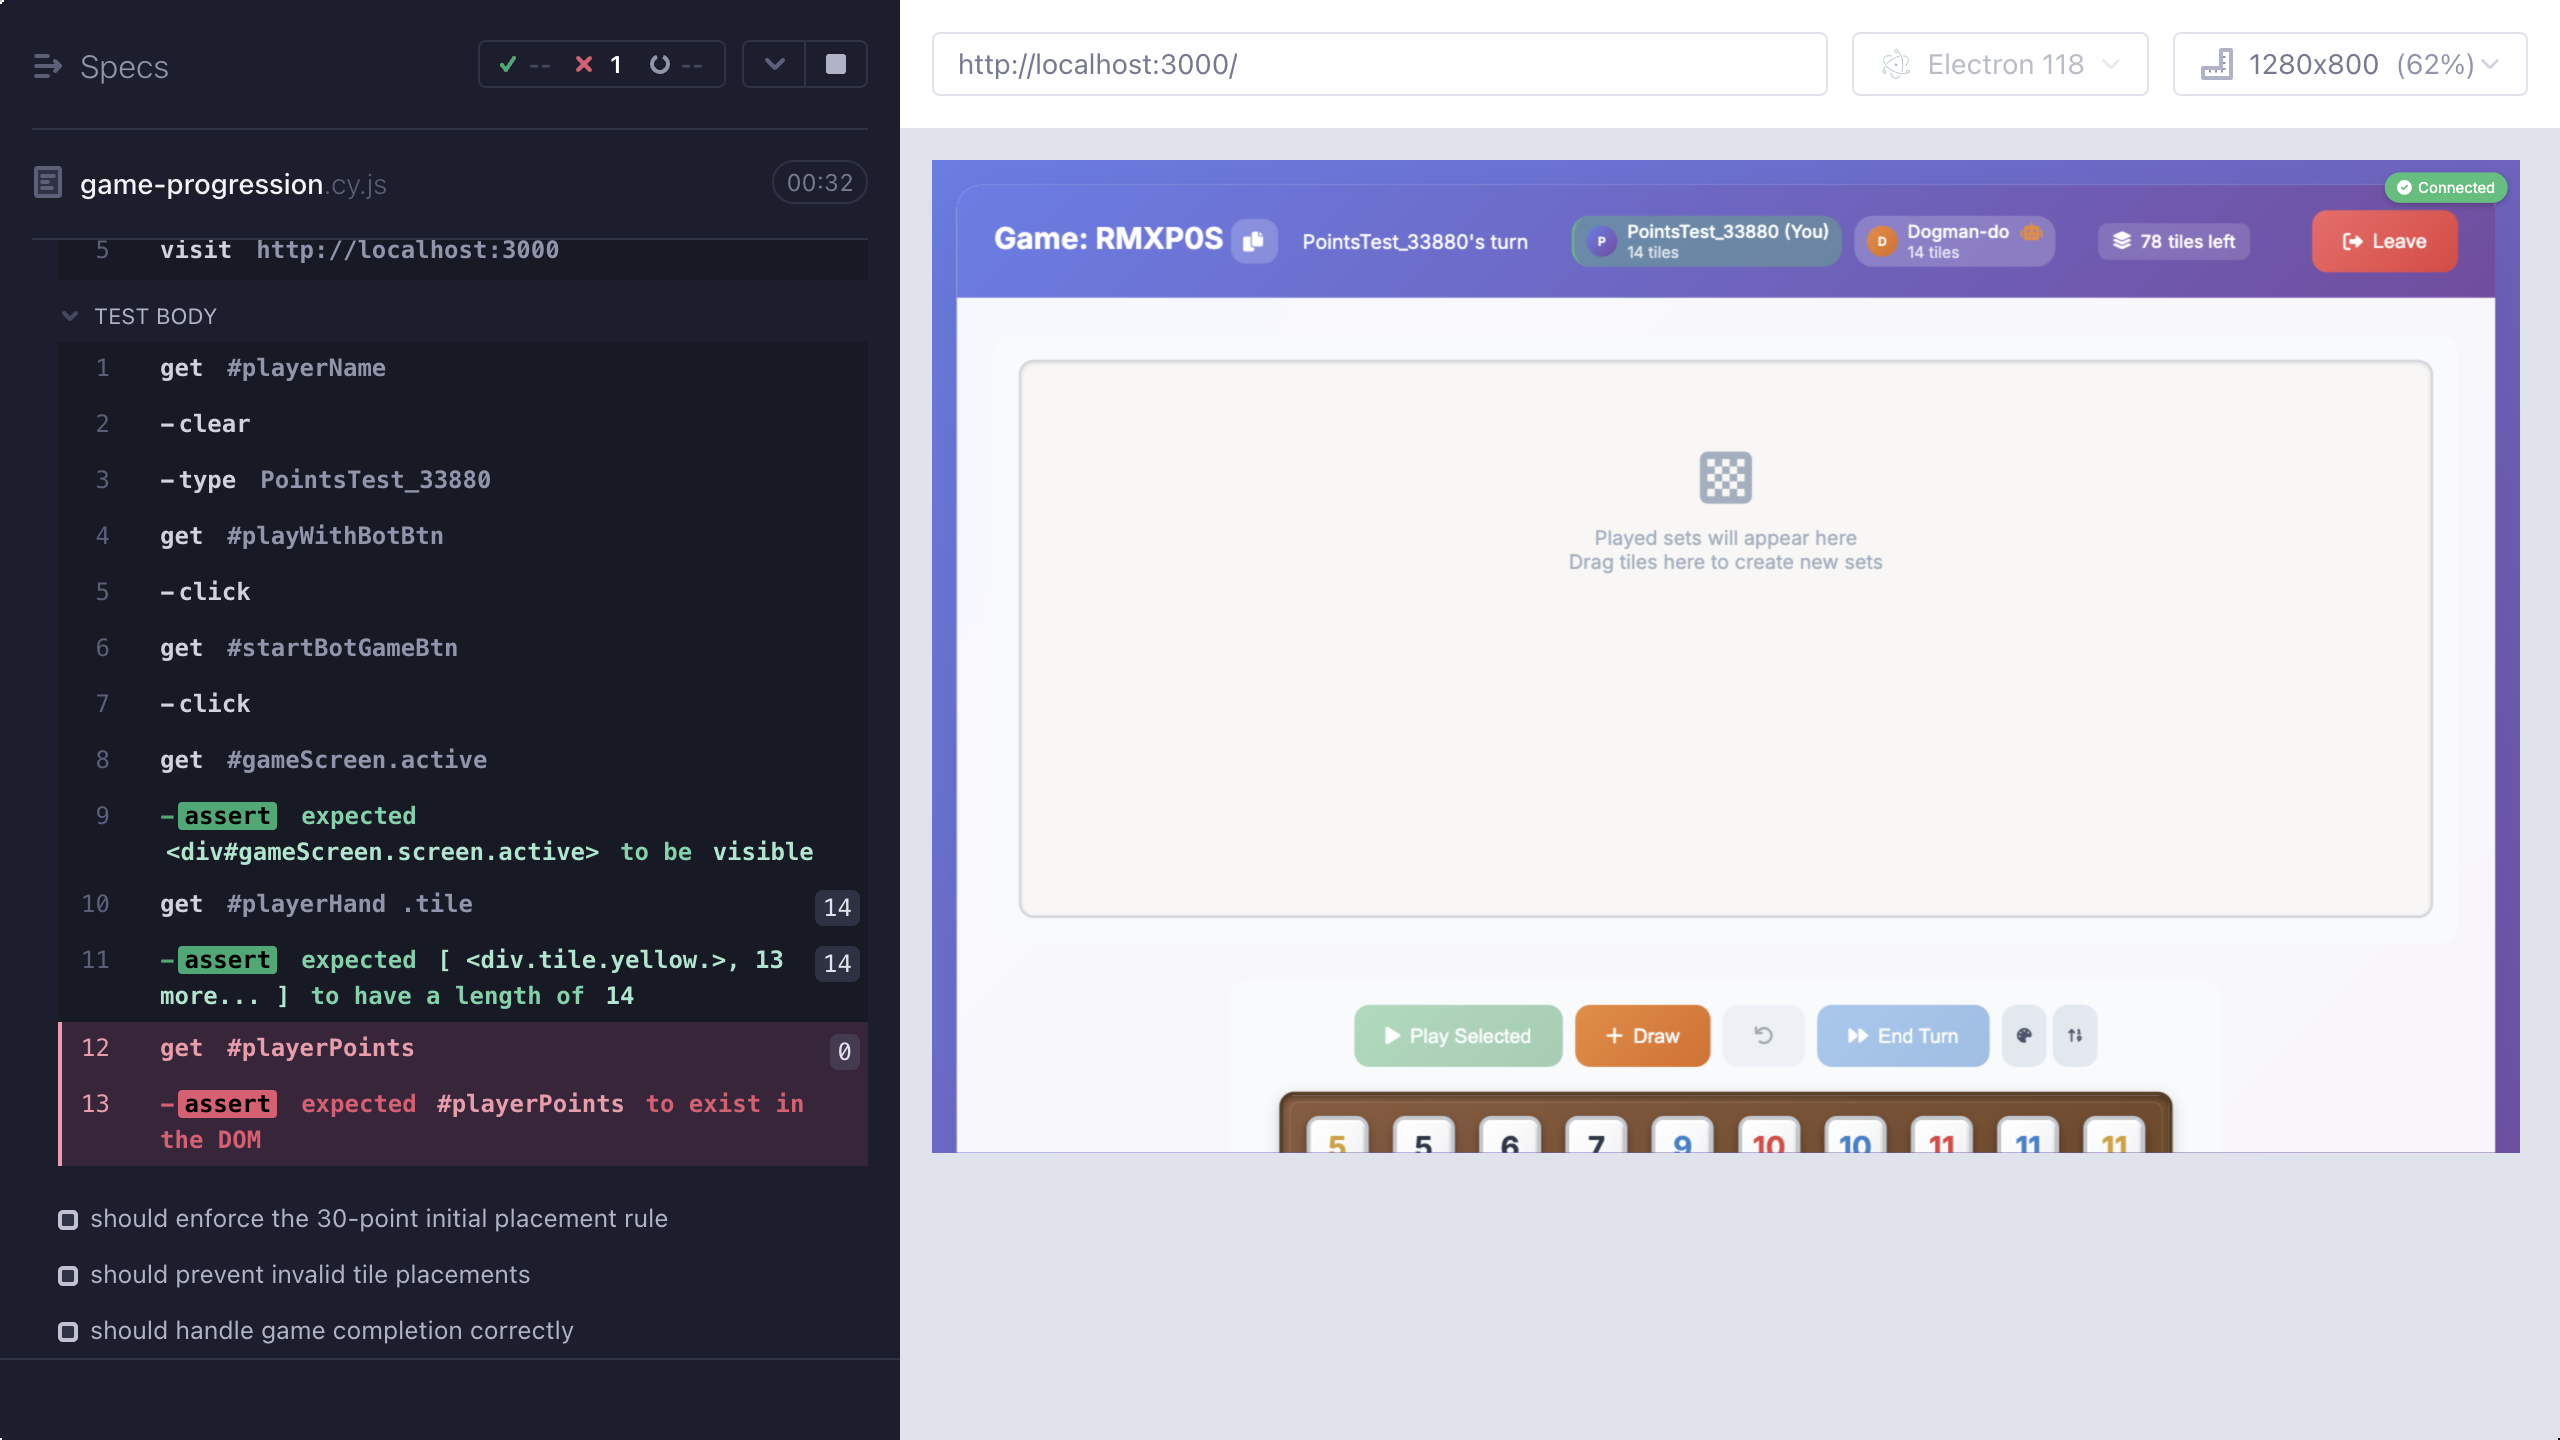 Specs
-- 1 --
game-progression.cy.js
00:32
5 visit http://localhost:3000
TEST BODY
1 get #playerName
2 -clear
3 -type PointsTest_33880
4 get #playWithBotBtn
5 -click
6 get #startBotGameBtn
7 -click
8 get #gameScreen.active
9 -assert expected
<div#gameScreen.screen.active> to be visible
10 get #playerHand .tile 14
11 -assert expected [ <div.tile.yellow.>, 13 14
more... ] to have a length of 14
12 get #playerPoints 0
13 -assert expected #playerPoints to exist in
the DOM
should enforce the 30-point initial placement rule
should prevent invalid tile placements
should handle game completion correctly
http://localhost:3000/
Electron 118
1280x800 (62%)
Connected
Game: RMXP0S
PointsTest_33880's turn
P
PointsTest_33880 (You)
14 tiles
D
Dogman-do
14 tiles
78 tiles left
Leave
Played sets will appear here
Drag tiles here to create new sets
Play Selected
Draw
End Turn
5 5 6 7 9 10 10 11 11 11